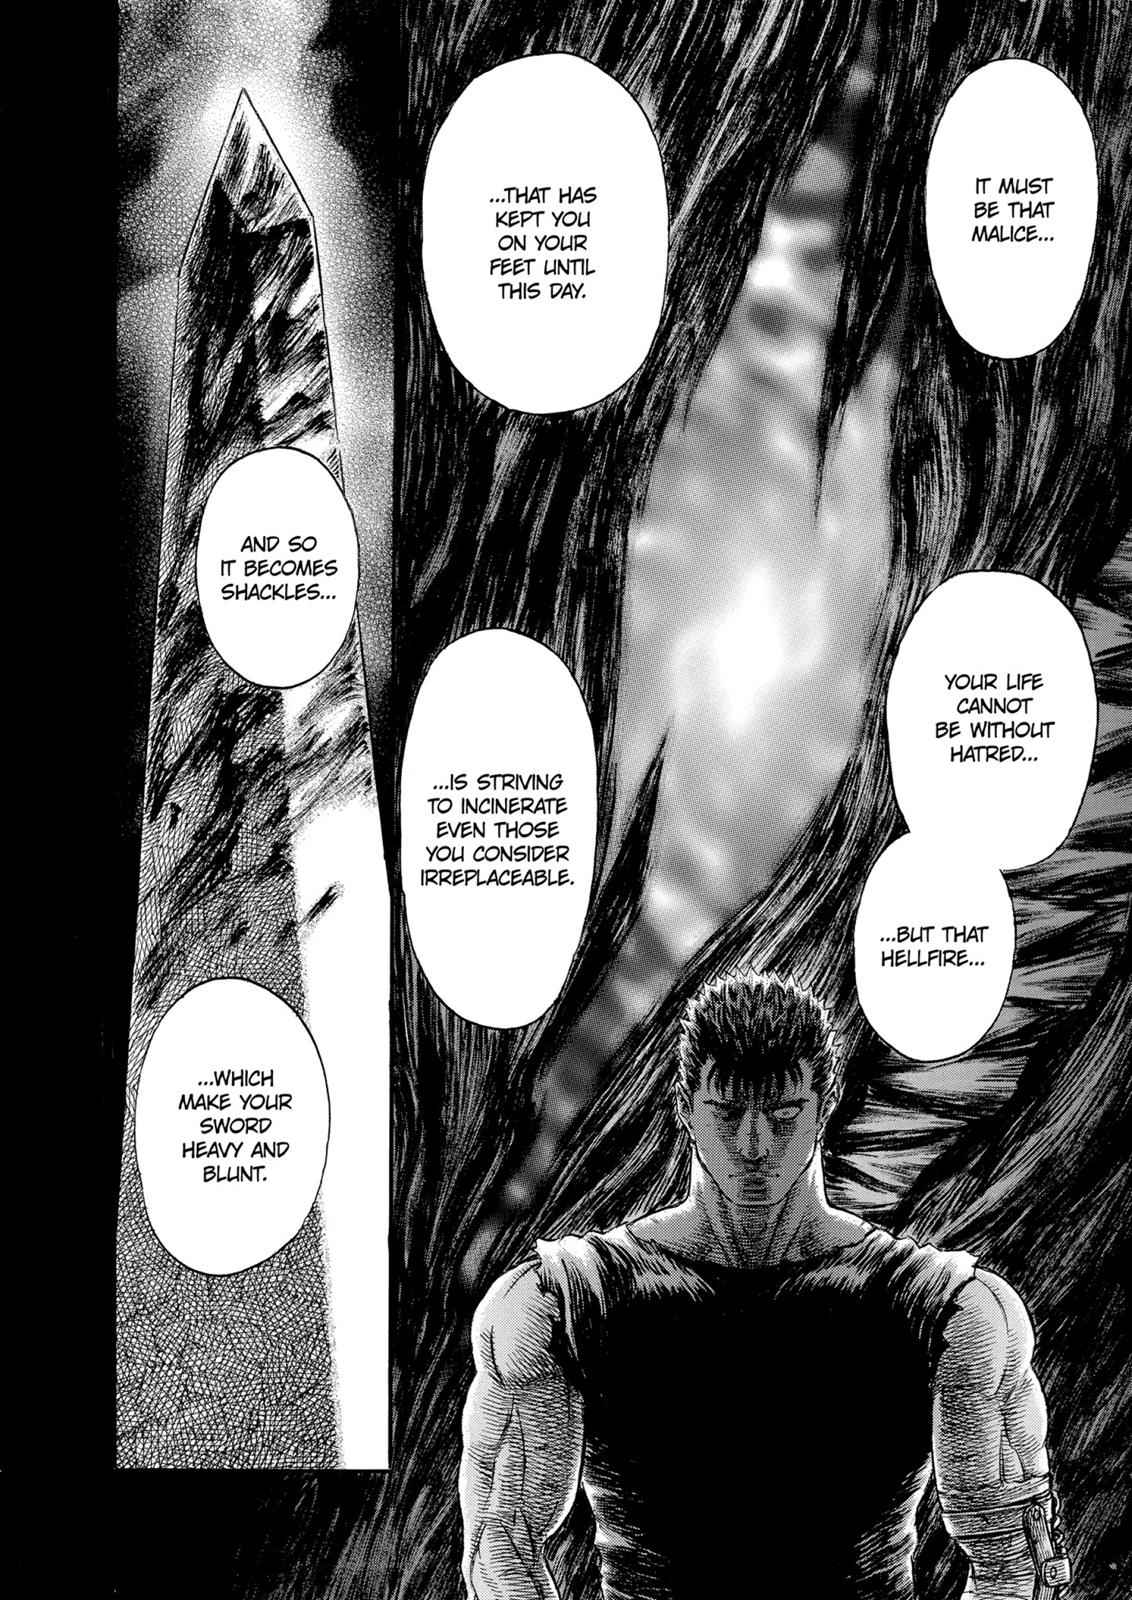 IT MUST
BE THAT
MALICE...
...THAT HAS
KEPT YOU
ON YOUR
FEET UNTIL
THIS DAY.
YOUR LIFE
CANNOT
BE WITHOUT
HATRED...
...BUT THAT
HELLFIRE...
...IS STRIVING
TO INCINERATE
EVEN THOSE
YOU CONSIDER
IRREPLACEABLE.
AND SO
IT BECOMES
SHACKLES...
...WHICH
MAKE YOUR
SWORD
HEAVY AND
BLUNT.